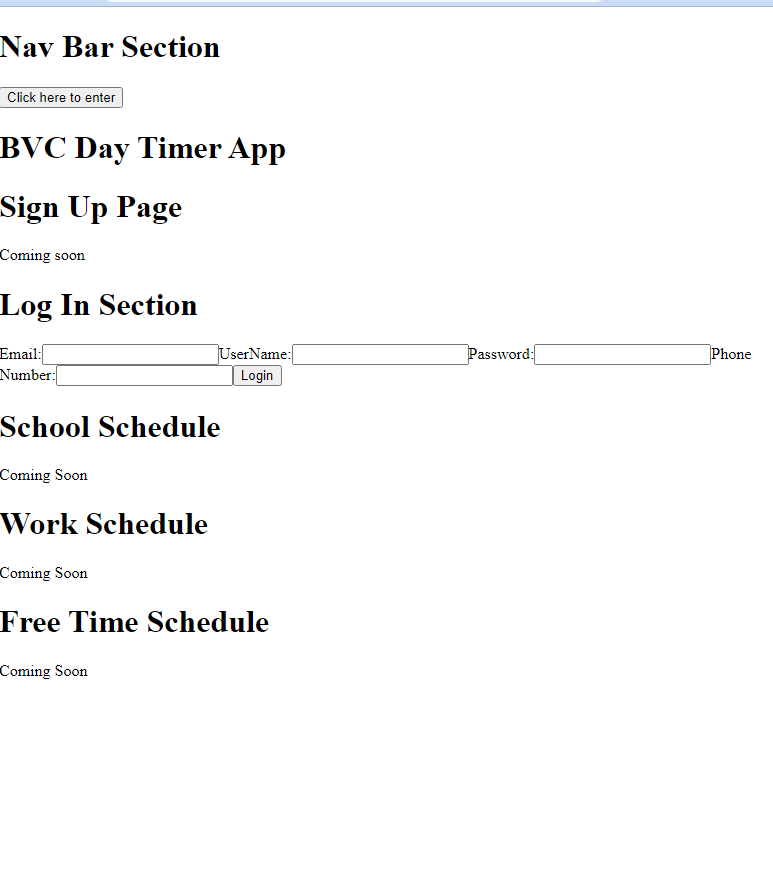 Nav Bar Section
Click here to enter
BVC Day Timer App
Sign Up Page
Coming soon
Log In Section
Email: UserName: Password: Phone
Number: Login
School Schedule
Coming Soon
Work Schedule
Coming Soon
Free Time Schedule
Coming Soon